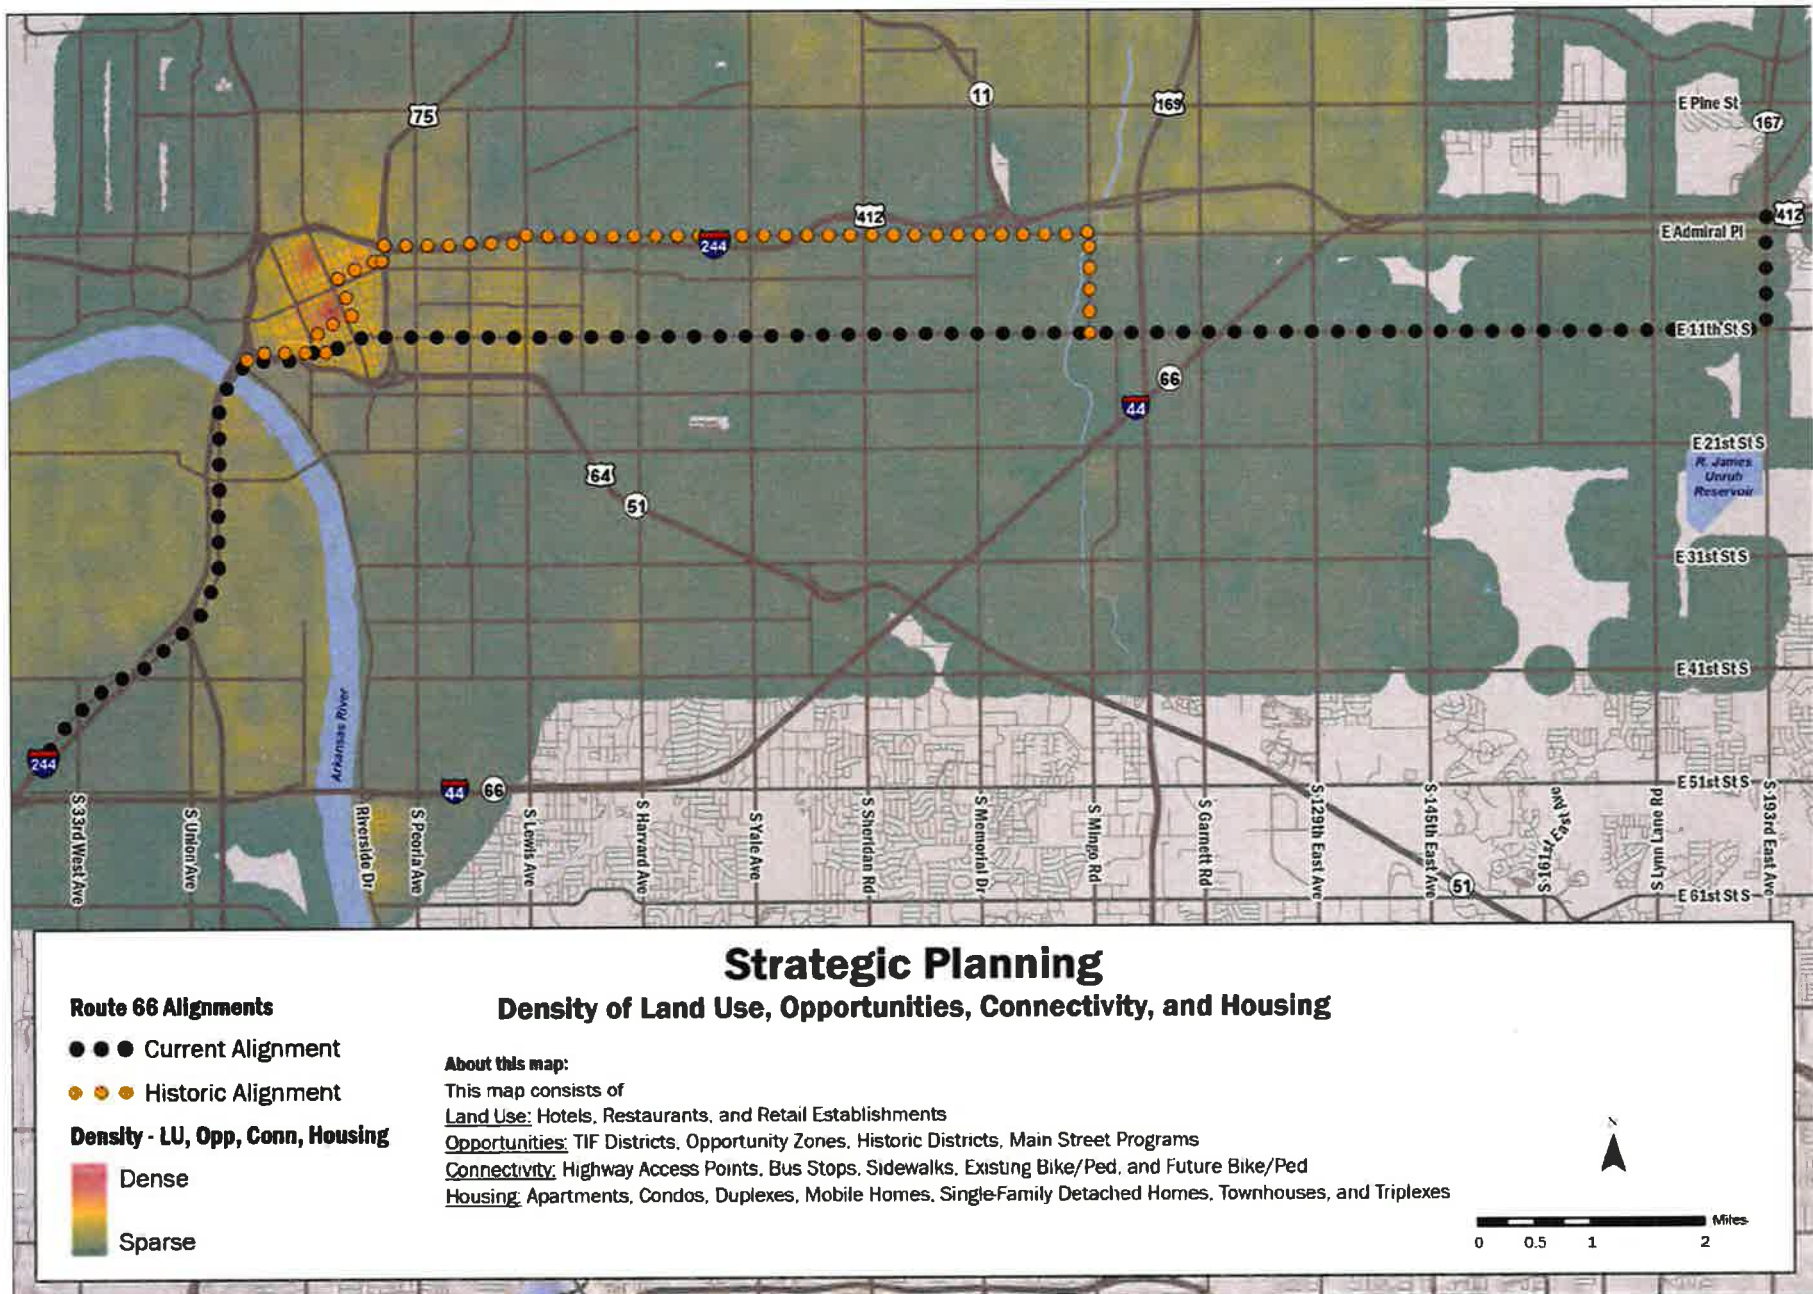 75
11
169
E Pine St
167
412
412
E Admiral Pl
244
E 11th St S
66
44
E 21st St S
R. James
Unruh
Reservoir
64
51
E 31st St S
E 41st St S
Arkansas River
244
44
66
E 51st St S
S 33rd West Ave
S Union Ave
Riverside Dr
S Peoria Ave
S Lewis Ave
S Harvard Ave
S Yale Ave
S Sheridan Rd
S Memorial Dr
S Mingo Rd
S Garnett Rd
S 129th East Ave
S 145th East Ave
S 161st East Ave
S Lynn Lane Rd
S 193rd East Ave
51
E 61st St S
Strategic Planning
Density of Land Use, Opportunities, Connectivity, and Housing
Route 66 Alignments
Current Alignment
Historic Alignment
Density - LU, Opp, Conn, Housing
Dense
Sparse
About this map:
This map consists of
Land Use: Hotels, Restaurants, and Retail Establishments
Opportunities: TIF Districts, Opportunity Zones, Historic Districts, Main Street Programs
Connectivity: Highway Access Points, Bus Stops, Sidewalks, Existing Bike/Ped, and Future Bike/Ped
Housing: Apartments, Condos, Duplexes, Mobile Homes, Single-Family Detached Homes, Townhouses, and Triplexes
N
Miles
0 0.5 1 2